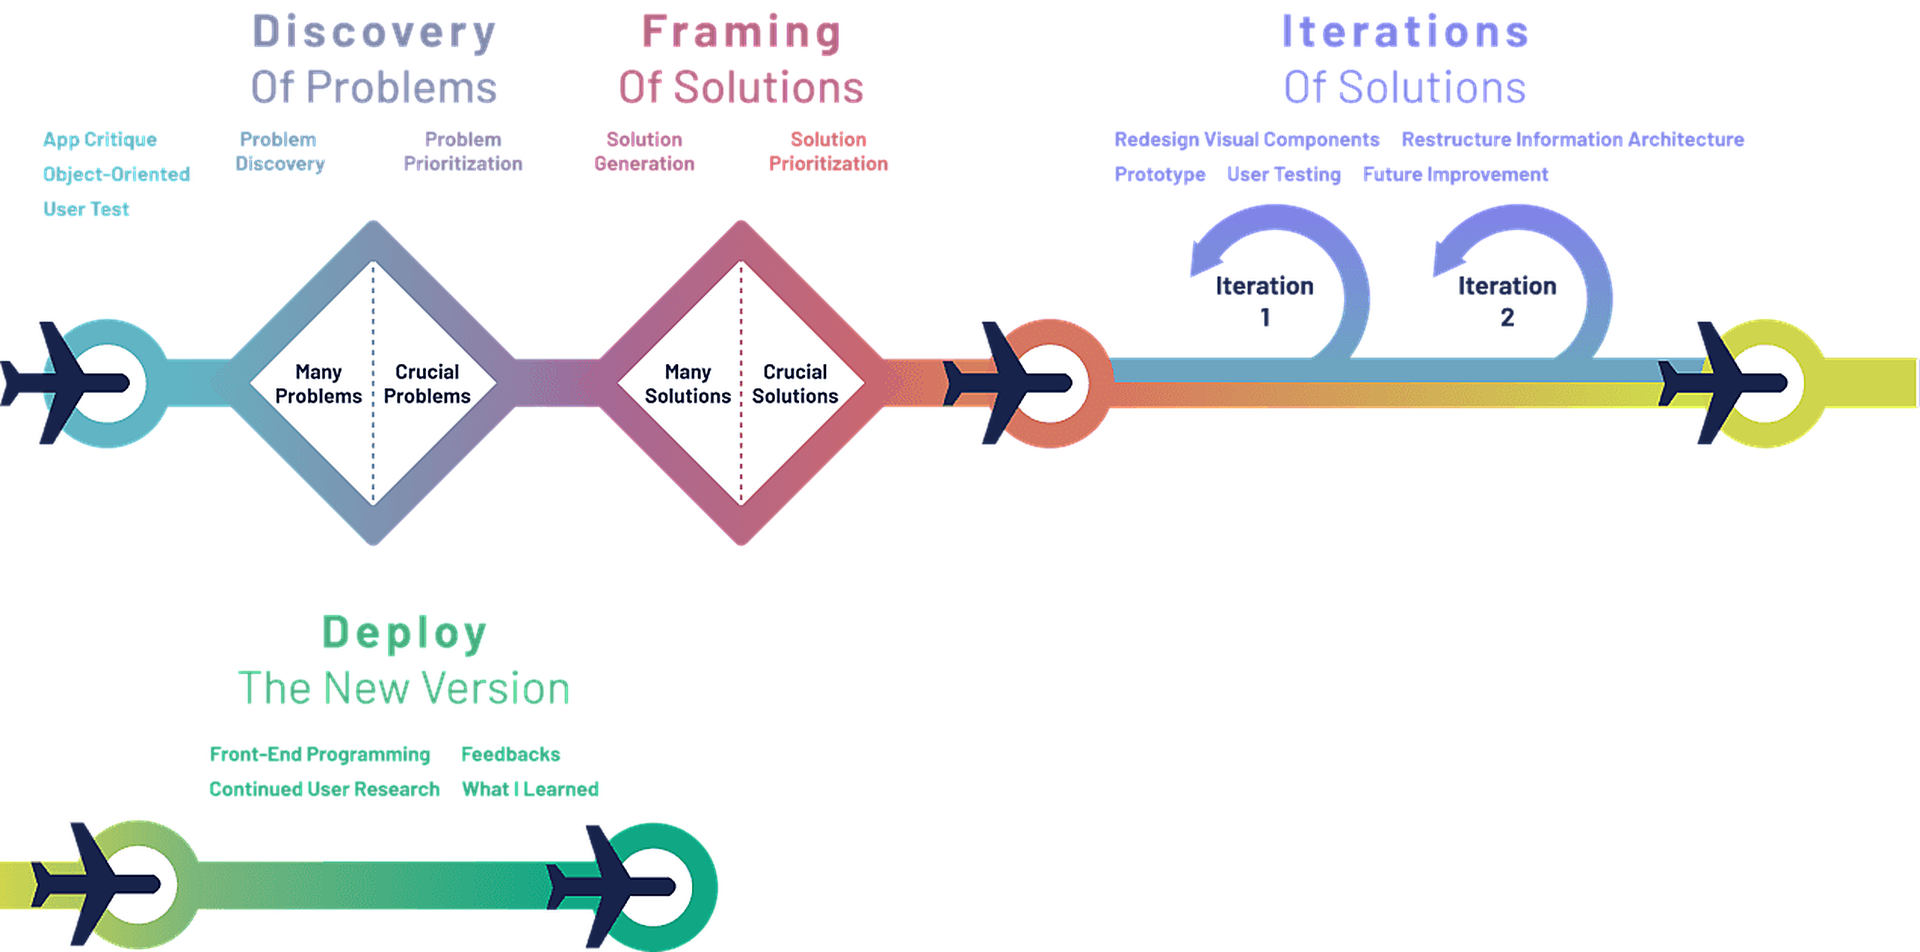 Discovery
Of Problems
Framing
Of Solutions
Iterations
Of Solutions
App Critique
Object-Oriented
User Test
Problem
Discovery
Problem
Prioritization
Solution
Generation
Solution
Prioritization
Redesign Visual Components
Restructure Information Architecture
Prototype
User Testing
Future Improvement
Many
Problems
Crucial
Problems
Many
Solutions
Crucial
Solutions
Iteration
1
Iteration
2
Deploy
The New Version
Front-End Programming
Feedbacks
Continued User Research
What I Learned